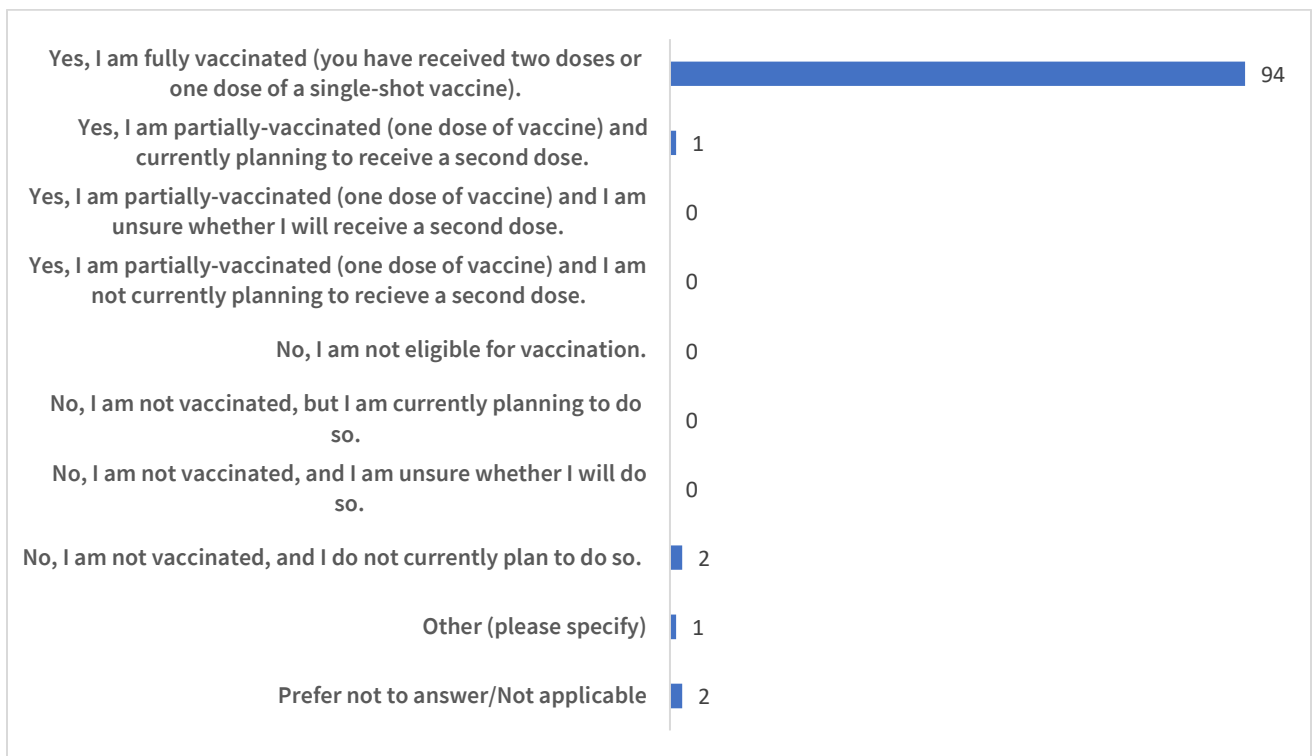 Yes, I am fully vaccinated (you have received two doses or
one dose of a single-shot vaccine).
94
Yes, I am partially-vaccinated (one dose of vaccine) and
currently planning to receive a second dose.
1
Yes, I am partially-vaccinated (one dose of vaccine) and I am
unsure whether I will receive a second dose.
0
Yes, I am partially-vaccinated (one dose of vaccine) and I am
not currently planning to recieve a second dose.
0
No, I am not eligible for vaccination.
0
No, I am not vaccinated, but I am currently planning to do
so.
0
No, I am not vaccinated, and I am unsure whether I will do
so.
0
No, I am not vaccinated, and I do not currently plan to do so.
2
Other (please specify)
1
Prefer not to answer/Not applicable
2